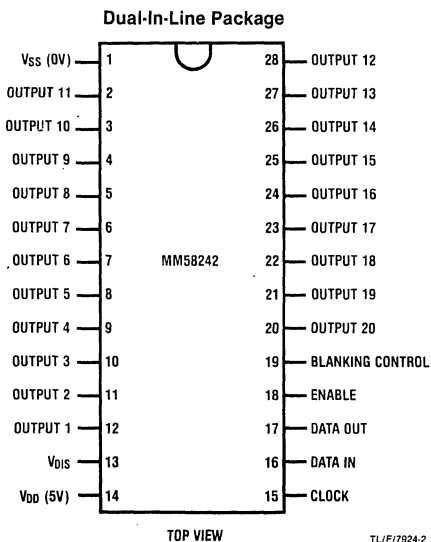 Dual-In-Line Package
VSS (0V) 1 28 OUTPUT 12
OUTPUT 11 2 27 OUTPUT 13
OUTPUT 10 3 26 OUTPUT 14
OUTPUT 9 4 25 OUTPUT 15
OUTPUT 8 5 24 OUTPUT 16
OUTPUT 7 6 23 OUTPUT 17
OUTPUT 6 7 MM58242 22 OUTPUT 18
OUTPUT 5 8 21 OUTPUT 19
OUTPUT 4 9 20 OUTPUT 20
OUTPUT 3 10 19 BLANKING CONTROL
OUTPUT 2 11 18 ENABLE
OUTPUT 1 12 17 DATA OUT
VDIS 13 16 DATA IN
VDD (5V) 14 15 CLOCK
TOP VIEW
TL/F/7924-2